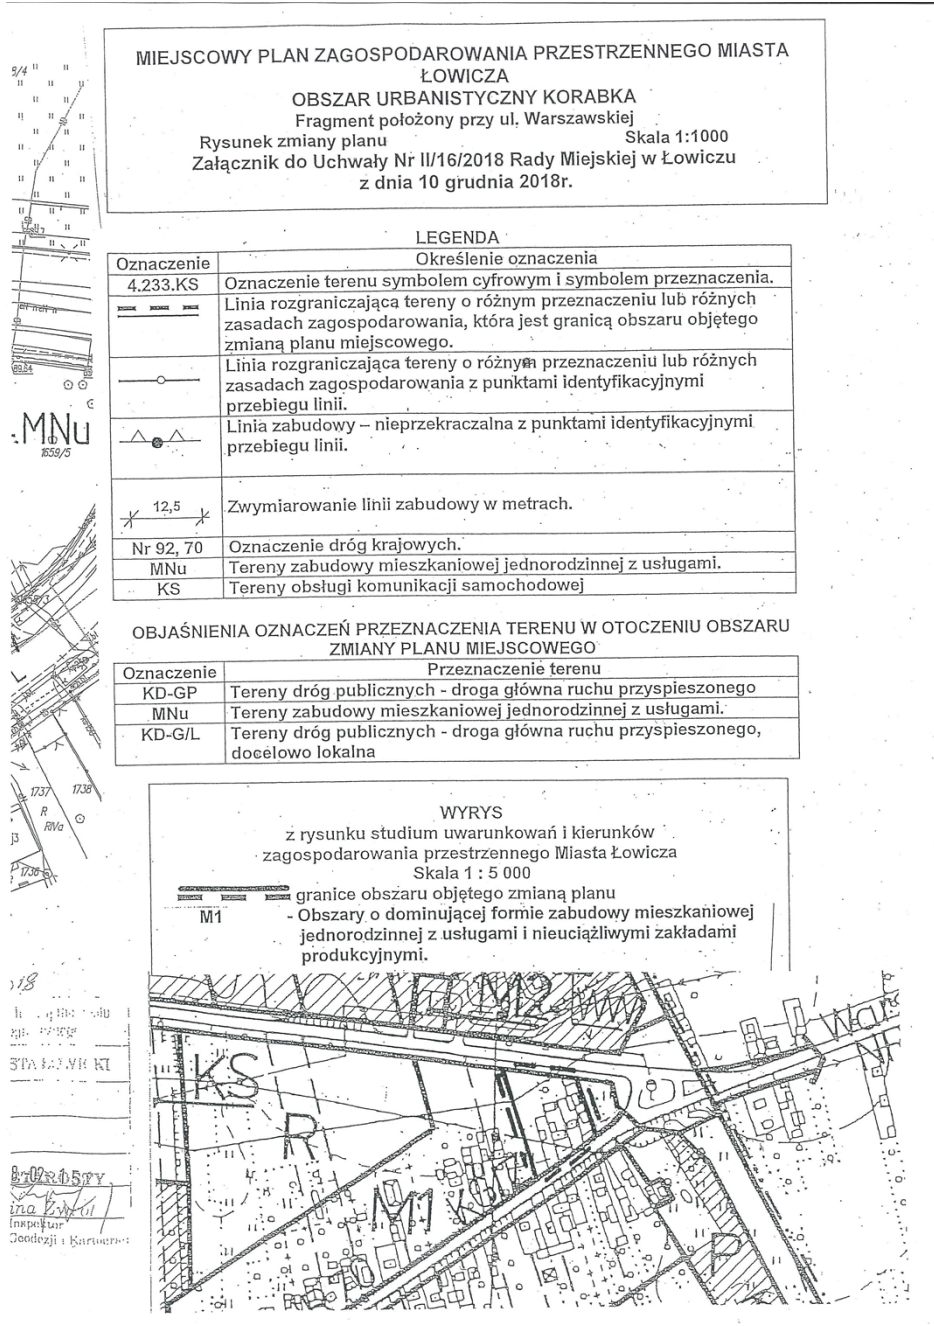 MIEJSCOWY PLAN ZAGOSPODAROWANIA PRZESTRZENNEGO MIASTA
ŁOWICZA
OBSZAR URBANISTYCZNY KORABKA
Fragment położony przy ul. Warszawskiej
Rysunek zmiany planu Skala 1:1000
Załącznik do Uchwały Nr II/16/2018 Rady Miejskiej w Łowiczu
z dnia 10 grudnia 2018r.
9/4
LEGENDA
Oznaczenie Określenie oznaczenia
4.233.KS Oznaczenie terenu symbolem cyfrowym i symbolem przeznaczenia.
Linia rozgraniczająca tereny o różnym przeznaczeniu lub różnych
zasadach zagospodarowania, która jest granicą obszaru objętego
zmianą planu miejscowego.
Linia rozgraniczająca tereny o różnym przeznaczeniu lub różnych
zasadach zagospodarowania z punktami identyfikacyjnymi
przebiegu linii.
Linia zabudowy – nieprzekraczalna z punktami identyfikacyjnymi
przebiegu linii.
12,5 Zwymiarowanie linii zabudowy w metrach.
Nr 92, 70 Oznaczenie dróg krajowych.
MNu Tereny zabudowy mieszkaniowej jednorodzinnej z usługami.
KS Tereny obsługi komunikacji samochodowej
MNu
1659/5
OBJAŚNIENIA OZNACZEŃ PRZEZNACZENIA TERENU W OTOCZENIU OBSZARU
ZMIANY PLANU MIEJSCOWEGO
Oznaczenie Przeznaczenie terenu
KD-GP Tereny dróg publicznych - droga główna ruchu przyspieszonego
MNu Tereny zabudowy mieszkaniowej jednorodzinnej z usługami.
KD-G/L Tereny dróg publicznych - droga główna ruchu przyspieszonego,
docelowo lokalna
1737 1738
R
RIVa
1736
WYRYS
z rysunku studium uwarunkowań i kierunków
zagospodarowania przestrzennego Miasta Łowicza
Skala 1 : 5 000
granice obszaru objętego zmianą planu
M1 - Obszary o dominującej formie zabudowy mieszkaniowej
jednorodzinnej z usługami i nieuciążliwymi zakładami
produkcyjnymi.
M2
KS
R
M1
P
Inspektor